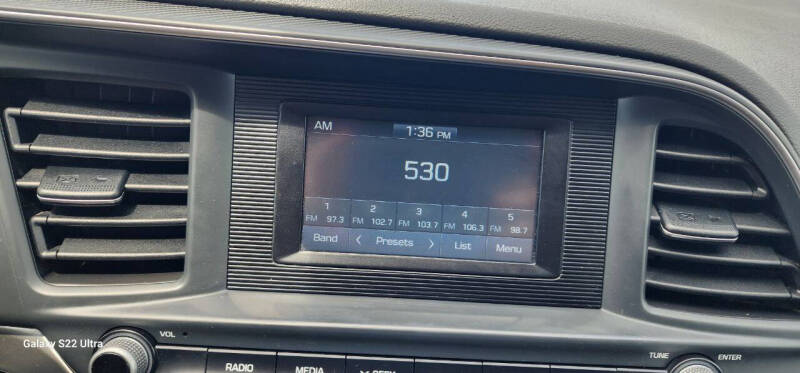 AM 1:36 PM
530
1 2 3 4 5
FM 97.3 FM 102.7 FM 103.7 FM 106.3 FM 98.7
Band < Presets > List Menu
VOL TUNE ENTER
Galaxy S22 Ultra
RADIO MEDIA SEEK